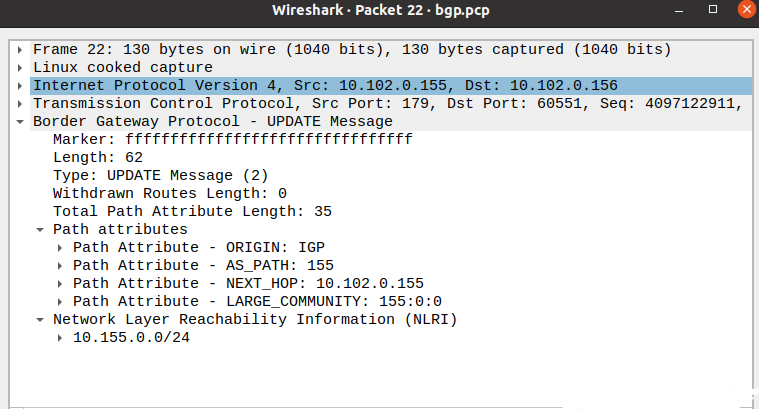 Wireshark · Packet 22 · bgp.pcp
Frame 22: 130 bytes on wire (1040 bits), 130 bytes captured (1040 bits)
Linux cooked capture
Internet Protocol Version 4, Src: 10.102.0.155, Dst: 10.102.0.156
Transmission Control Protocol, Src Port: 179, Dst Port: 60551, Seq: 4097122911,
Border Gateway Protocol - UPDATE Message
Marker: ffffffffffffffffffffffffffffffff
Length: 62
Type: UPDATE Message (2)
Withdrawn Routes Length: 0
Total Path Attribute Length: 35
Path attributes
Path Attribute - ORIGIN: IGP
Path Attribute - AS_PATH: 155
Path Attribute - NEXT_HOP: 10.102.0.155
Path Attribute - LARGE_COMMUNITY: 155:0:0
Network Layer Reachability Information (NLRI)
10.155.0.0/24